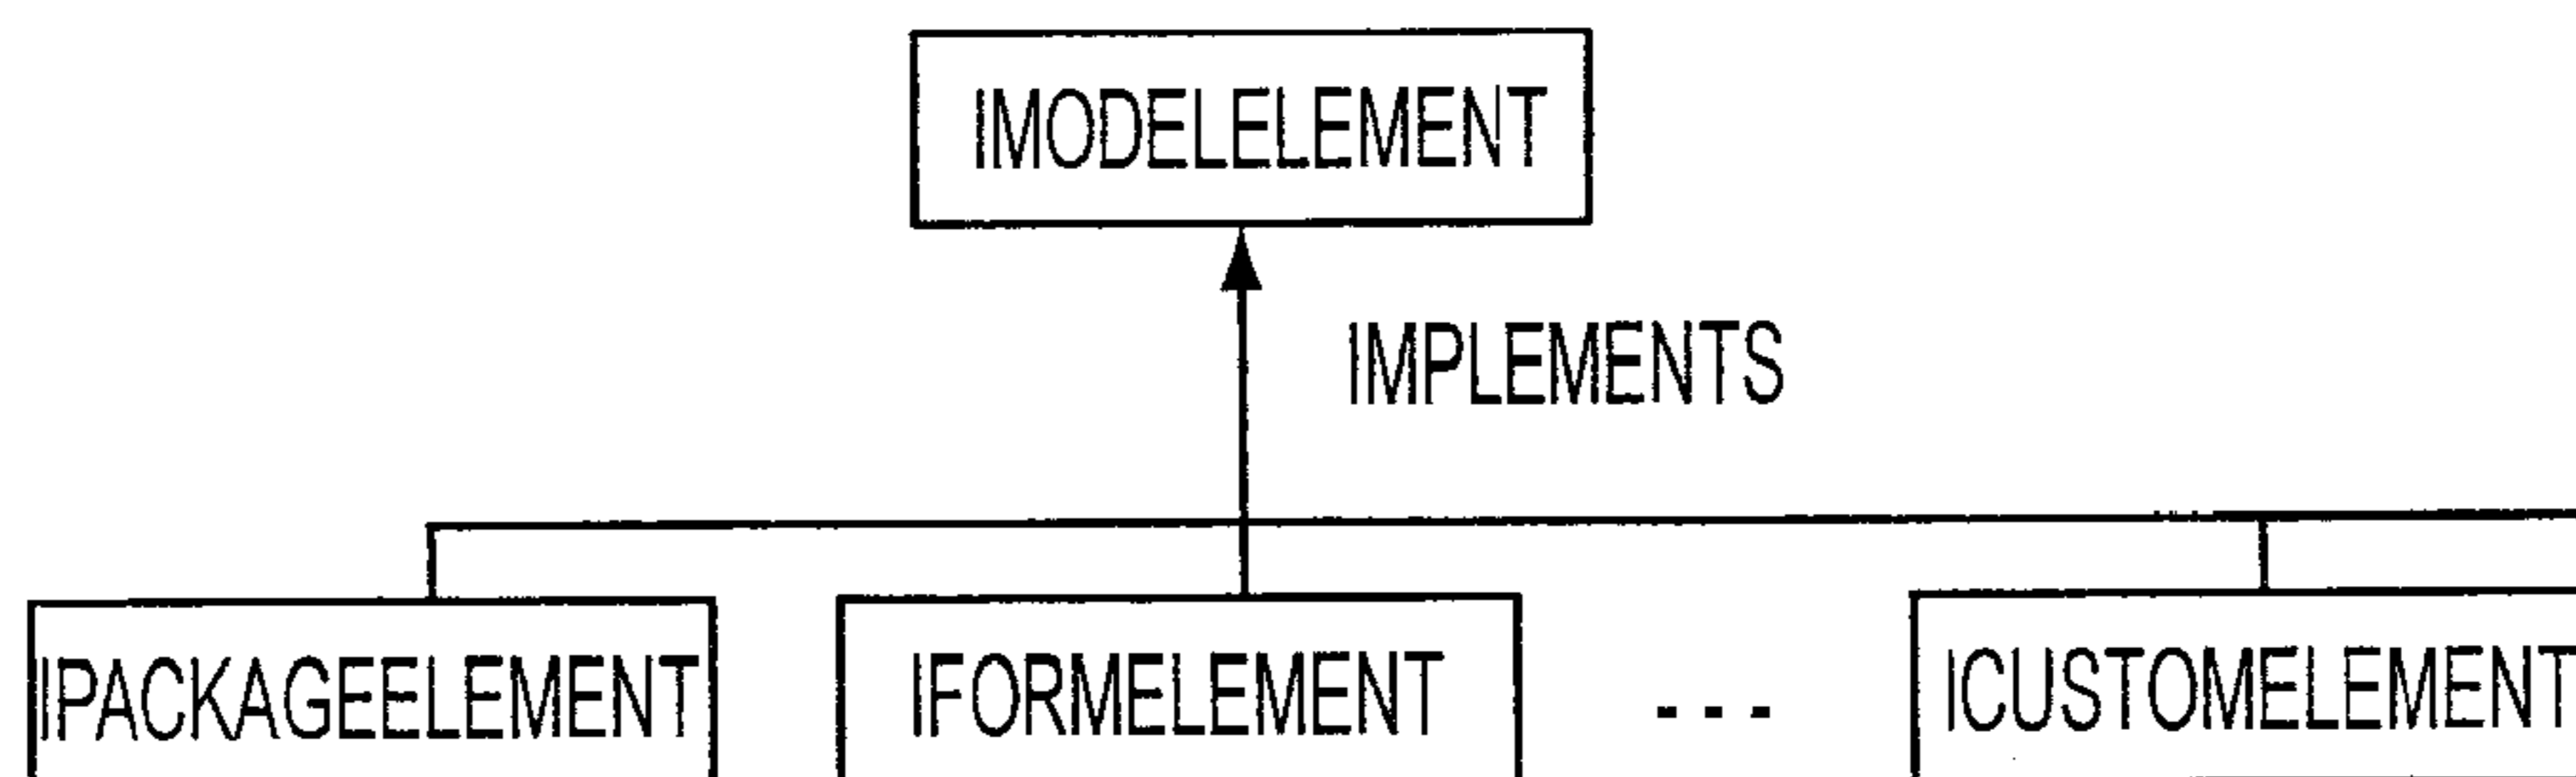 IMODELELEMENT
IMPLEMENTS
IPACKAGEELEMENT IFORMELEMENT - - - ICUSTOMELEMENT